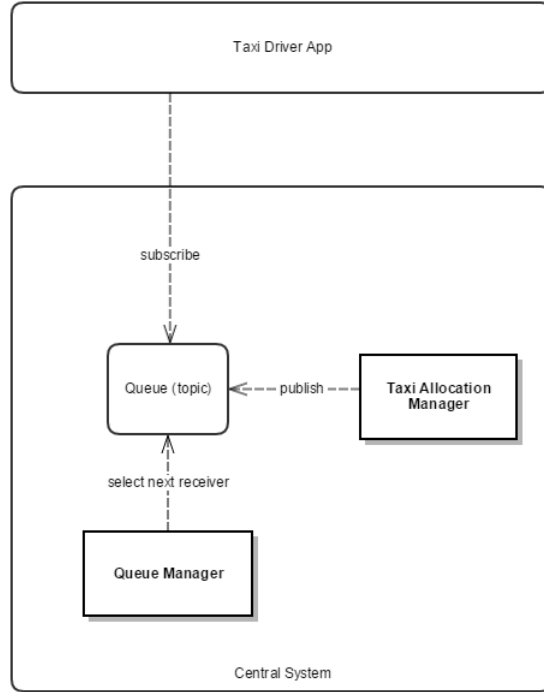 Taxi Driver App
subscribe
Queue (topic)
publish
Taxi Allocation
Manager
select next receiver
Queue Manager
Central System